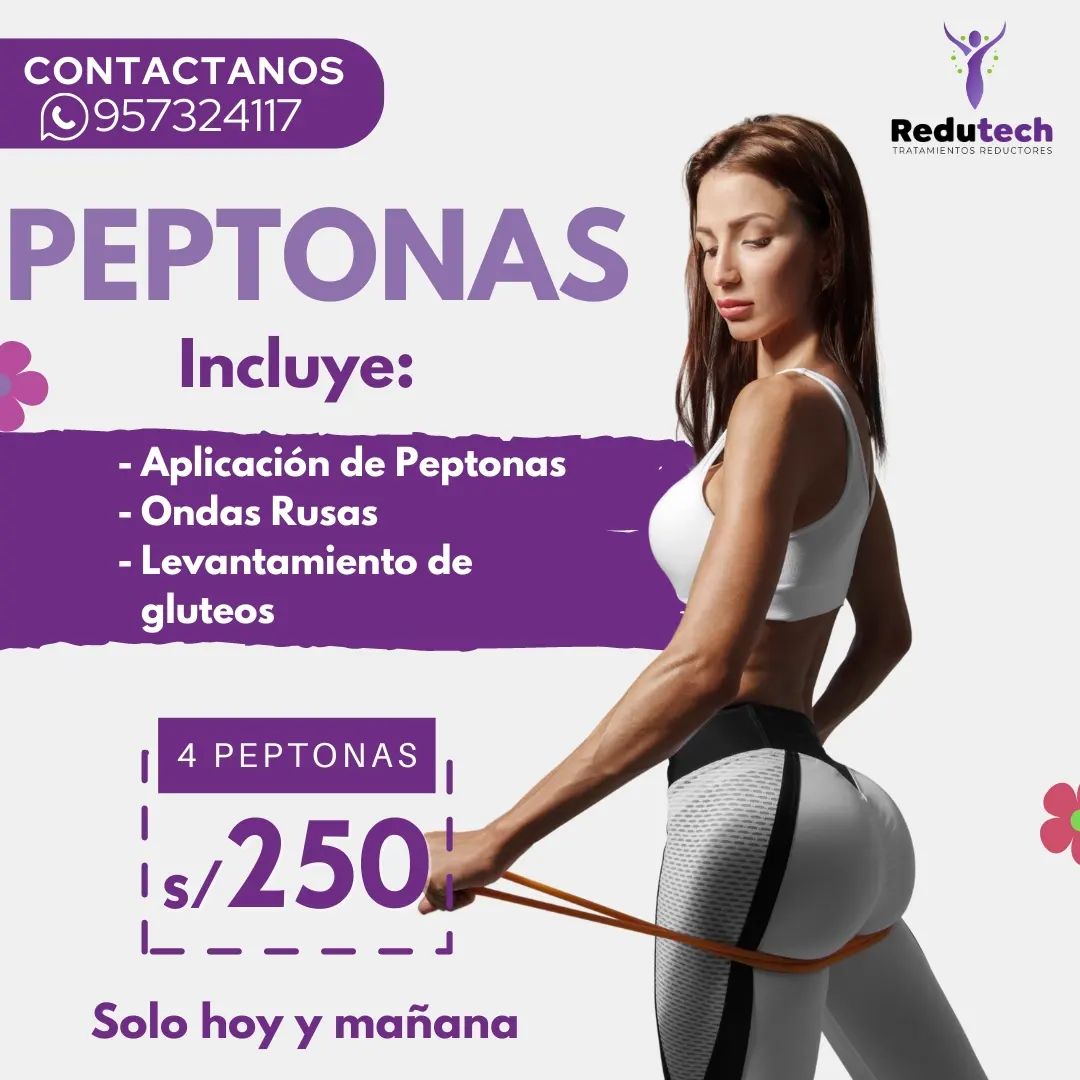 CONTACTANOS
957324117
Redutech
TRATAMIENTOS REDUCTORES
PEPTONAS
Incluye:
- Aplicación de Peptonas
- Ondas Rusas
- Levantamiento de
gluteos
4 PEPTONAS
s/250
Solo hoy y mañana